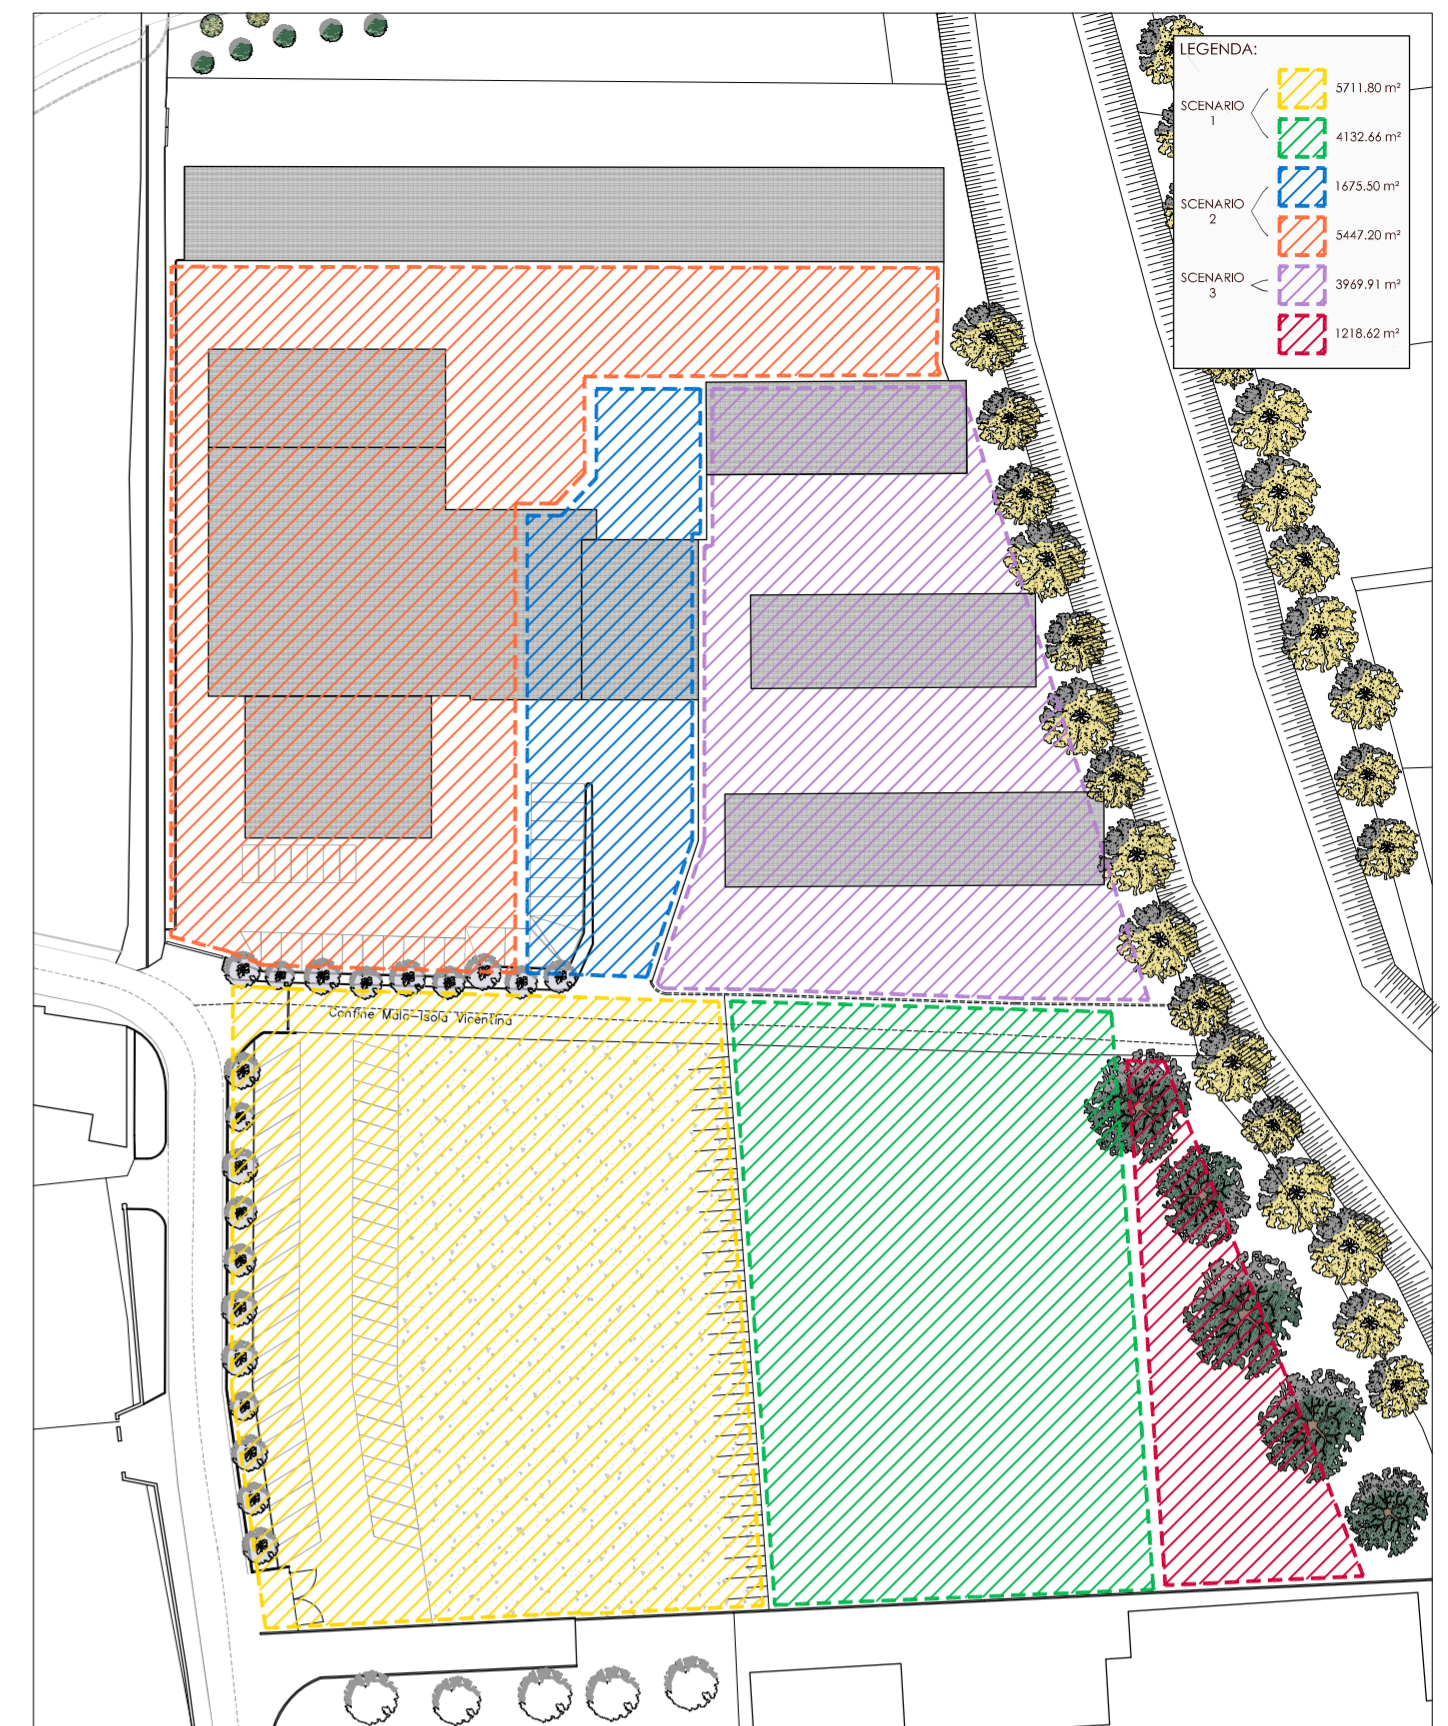 LEGENDA:
SCENARIO
1
5711.80 m²
4132.66 m²
SCENARIO
2
1675.50 m²
5447.20 m²
SCENARIO
3
3969.91 m²
1218.62 m²
Confine Malo-Isola Vicentina